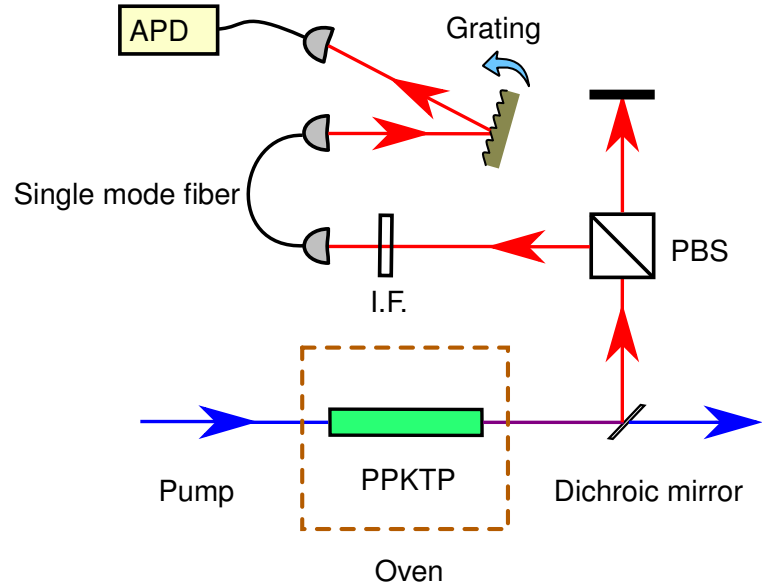 APD
Grating
Single mode fiber
PBS
I.F.
Pump
PPKTP
Dichroic mirror
Oven